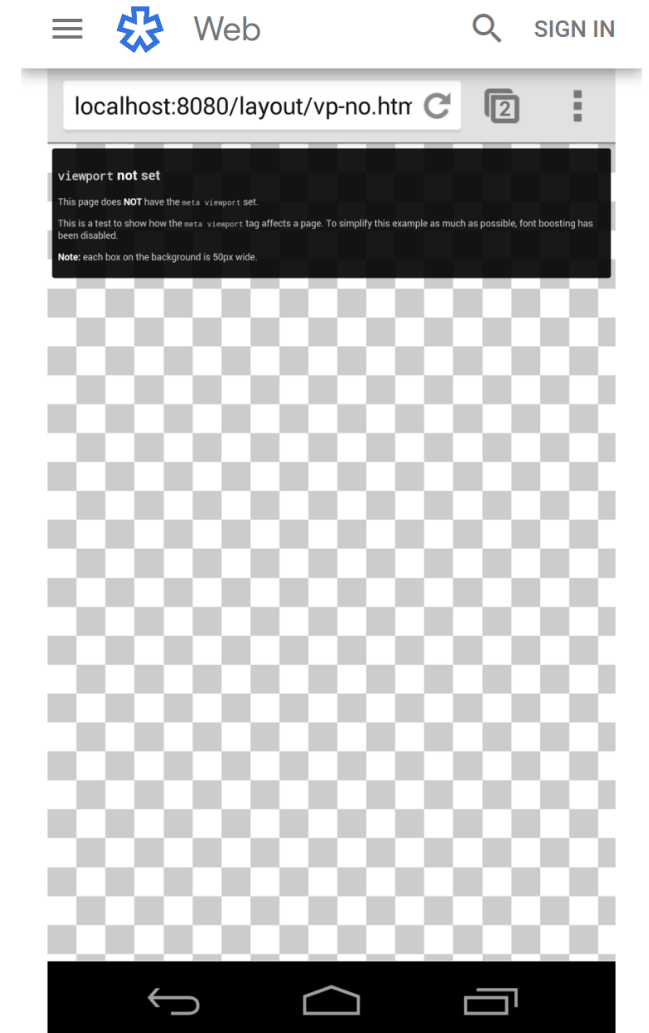 Web
SIGN IN
localhost:8080/layout/vp-no.htm
2
viewport not set
This page does NOT have the meta viewport set.
This is a test to show how the meta viewport tag affects a page. To simplify this example as much as possible, font boosting has
been disabled.
Note: each box on the background is 50px wide.